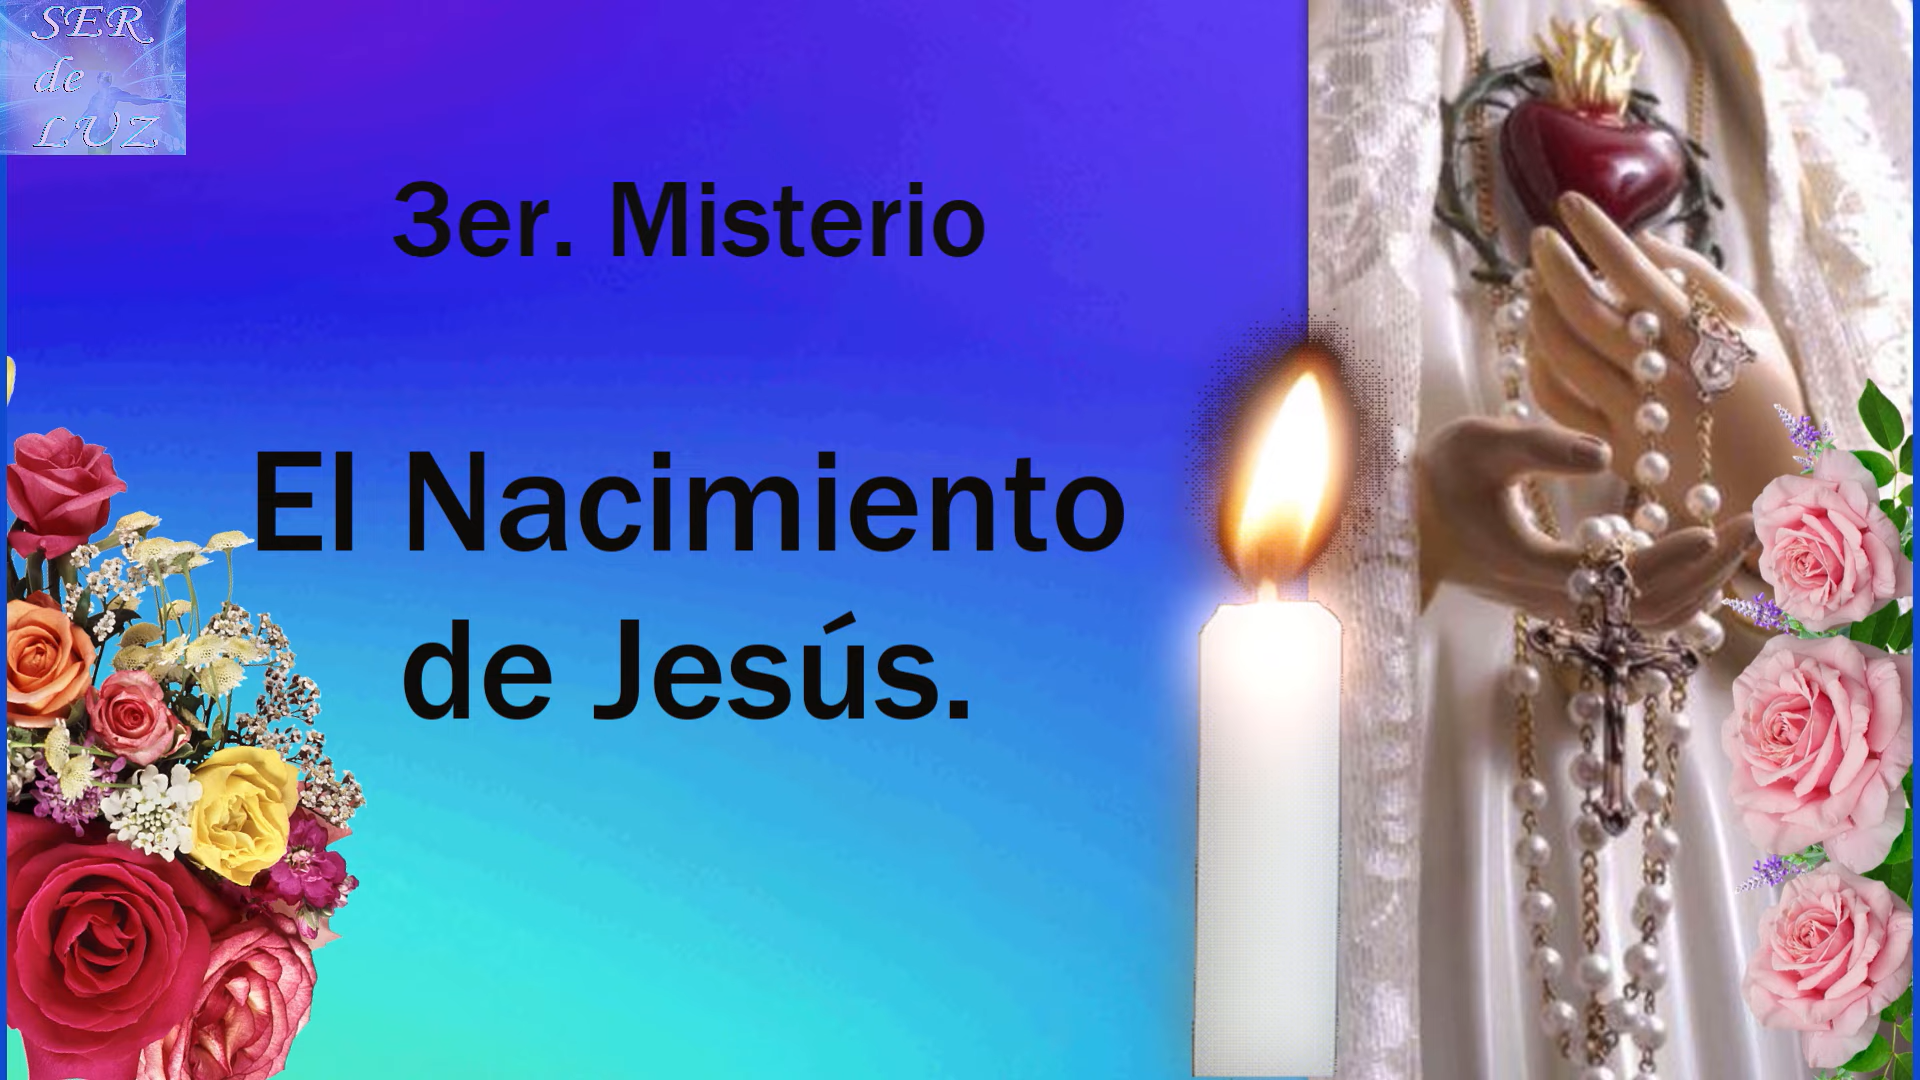 SER
de
LUZ
3er. Misterio
El Nacimiento
de Jesús.